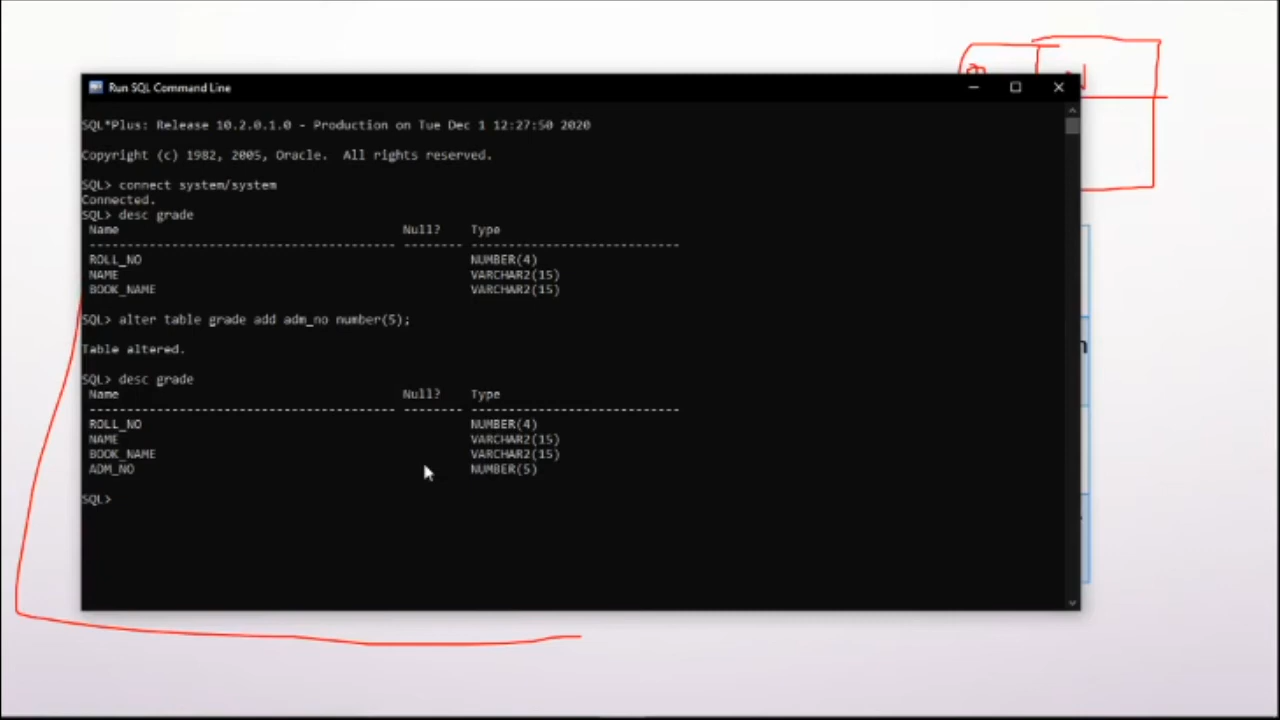 Run SQL Command Line
SQL*Plus: Release 10.2.0.1.0 - Production on Tue Dec 1 12:27:50 2020
Copyright (c) 1982, 2005, Oracle.  All rights reserved.
SQL> connect system/system
Connected.
SQL> desc grade
Name Null? Type
----------------------------------------- -------- ----------------------------
ROLL_NO NUMBER(4)
NAME VARCHAR2(15)
BOOK_NAME VARCHAR2(15)
SQL> alter table grade add adm_no number(5);
Table altered.
SQL> desc grade
Name Null? Type
----------------------------------------- -------- ----------------------------
ROLL_NO NUMBER(4)
NAME VARCHAR2(15)
BOOK_NAME VARCHAR2(15)
ADM_NO NUMBER(5)
SQL>